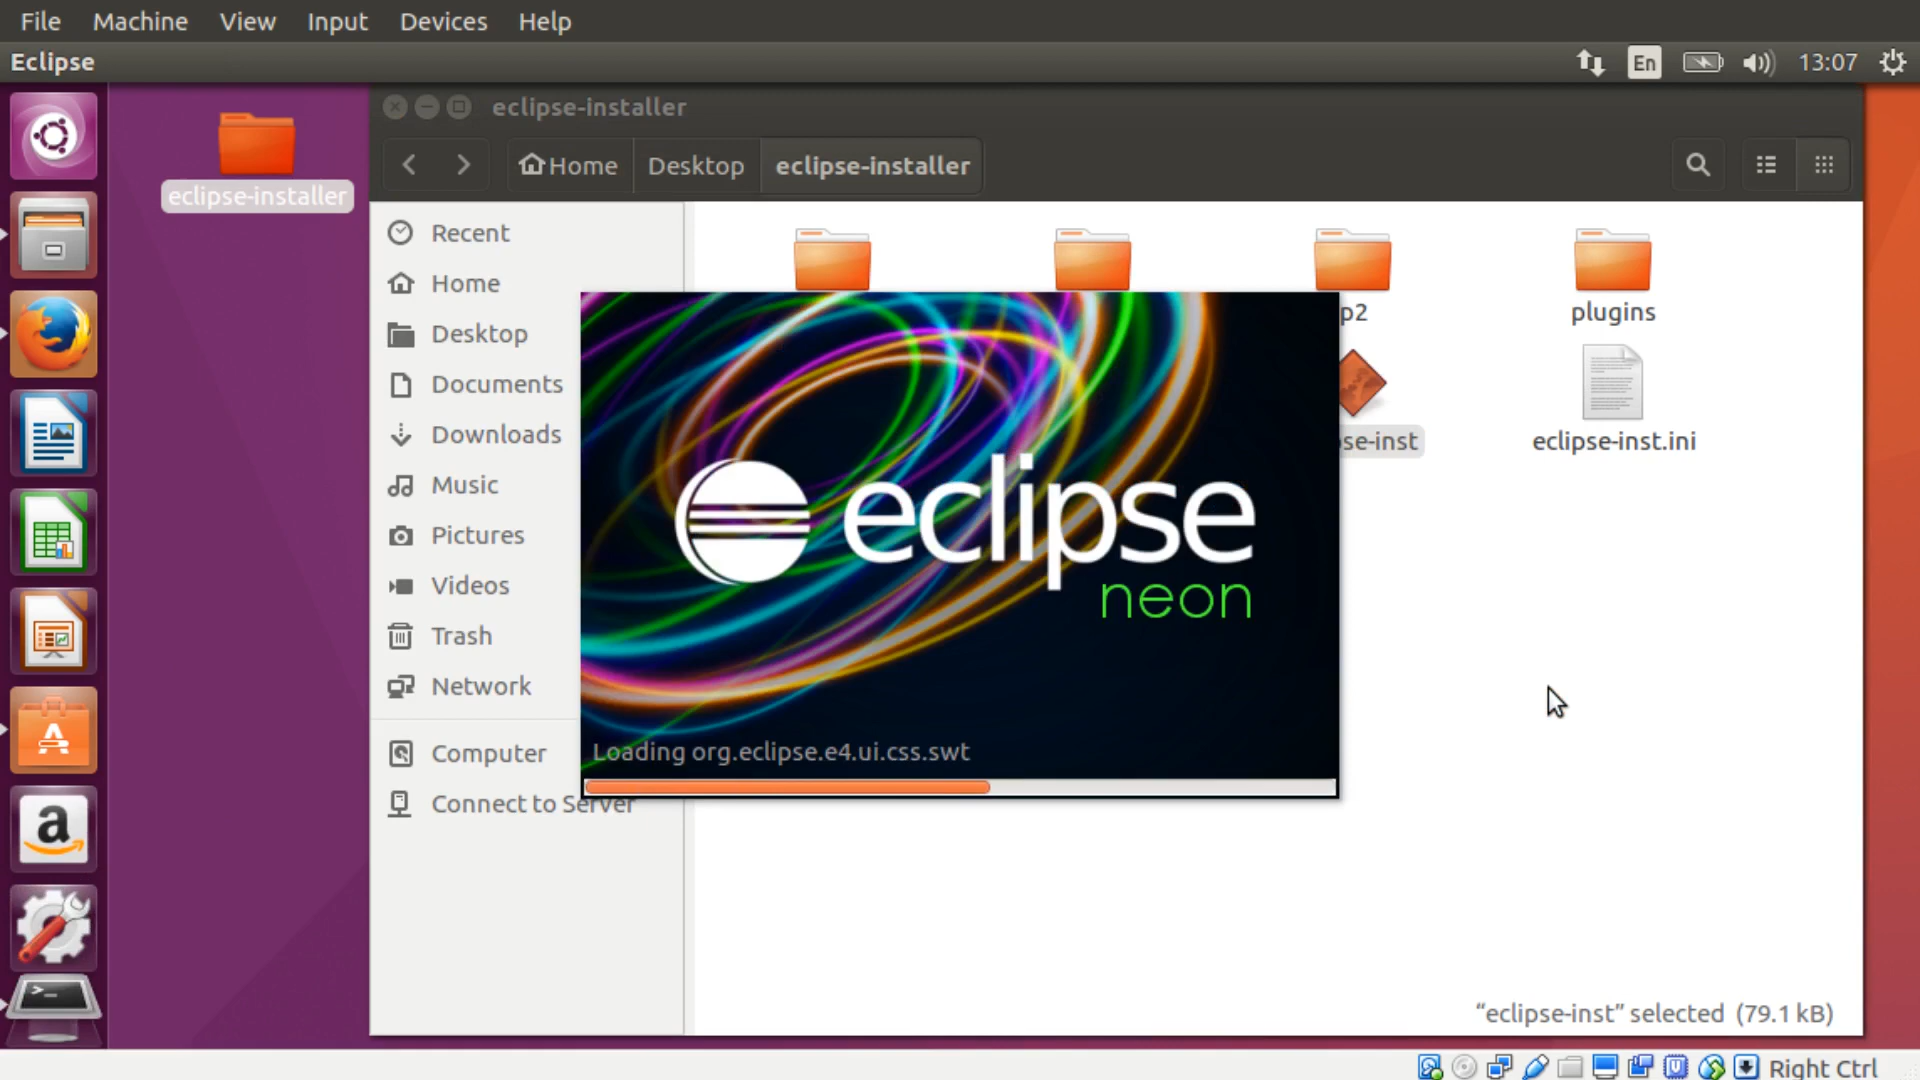 File Machine View Input Devices Help
Eclipse En 13:07
eclipse-installer
eclipse-installer
Home Desktop eclipse-installer
Recent
Home
Desktop
Documents
Downloads
Music
Pictures
Videos
Trash
Network
Computer
Connect to Server
p2
plugins
se-inst
eclipse-inst.ini
eclipse
neon
Loading org.eclipse.e4.ui.css.swt
“eclipse-inst” selected (79.1 kB)
Right Ctrl